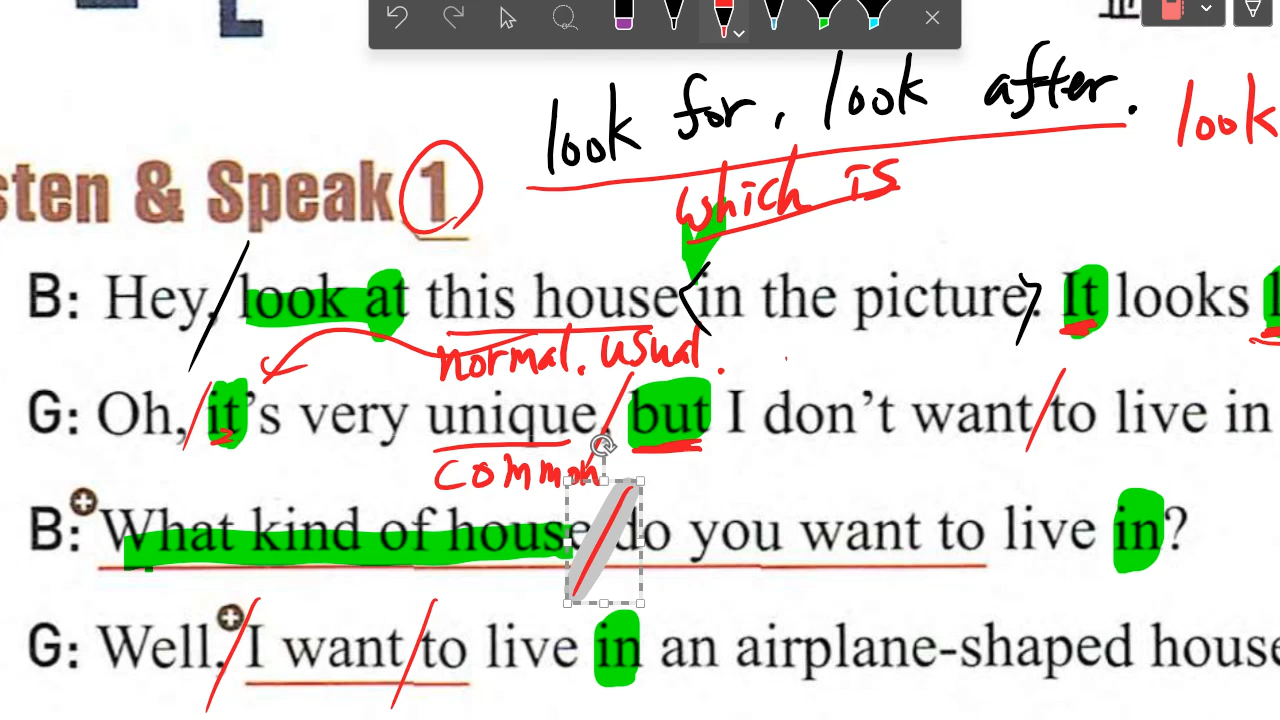 look for, look after. look
which is
sten & Speak 1
B: Hey, look at this house in the picture. It looks
normal. usual.
G: Oh, it's very unique, but I don't want to live in
common
B: What kind of house do you want to live in?
G: Well, I want to live in an airplane-shaped house